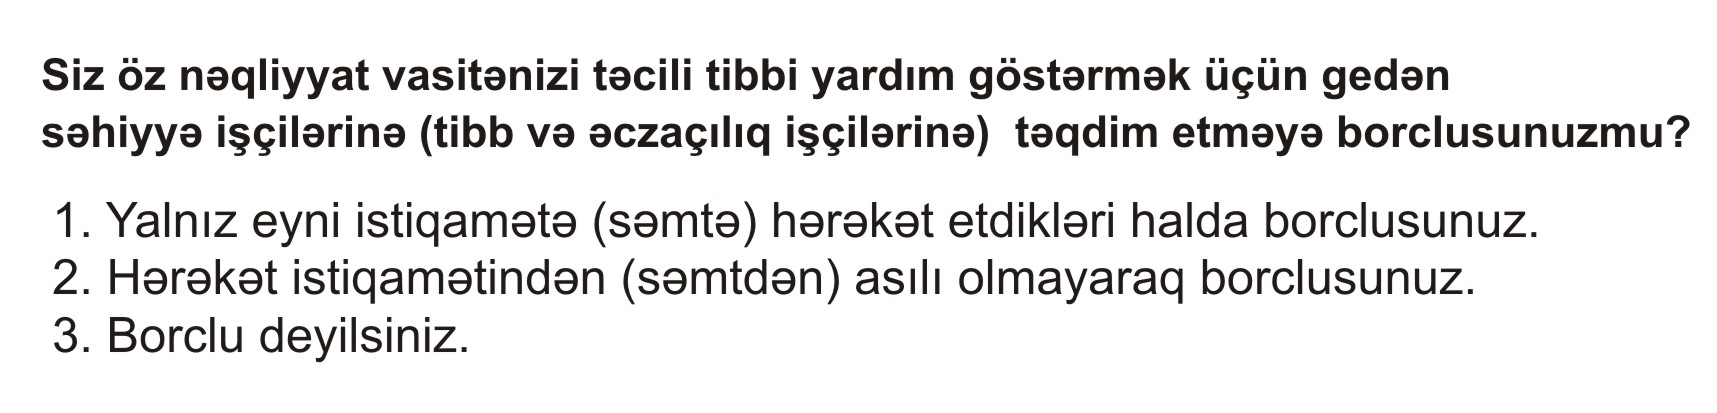 Siz öz nəqliyyat vasitənizi təcili tibbi yardım göstərmək üçün gedən
səhiyyə işçilərinə (tibb və əczaçılıq işçilərinə) təqdim etməyə borclusunuzmu?
1. Yalnız eyni istiqamətə (səmtə) hərəkət etdikləri halda borclusunuz.
2. Hərəkət istiqamətindən (səmtdən) asılı olmayaraq borclusunuz.
3. Borclu deyilsiniz.